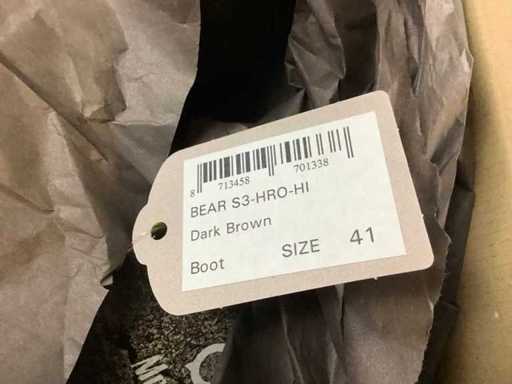 8 713458 701338
BEAR S3-HRO-HI
Dark Brown
Boot SIZE 41